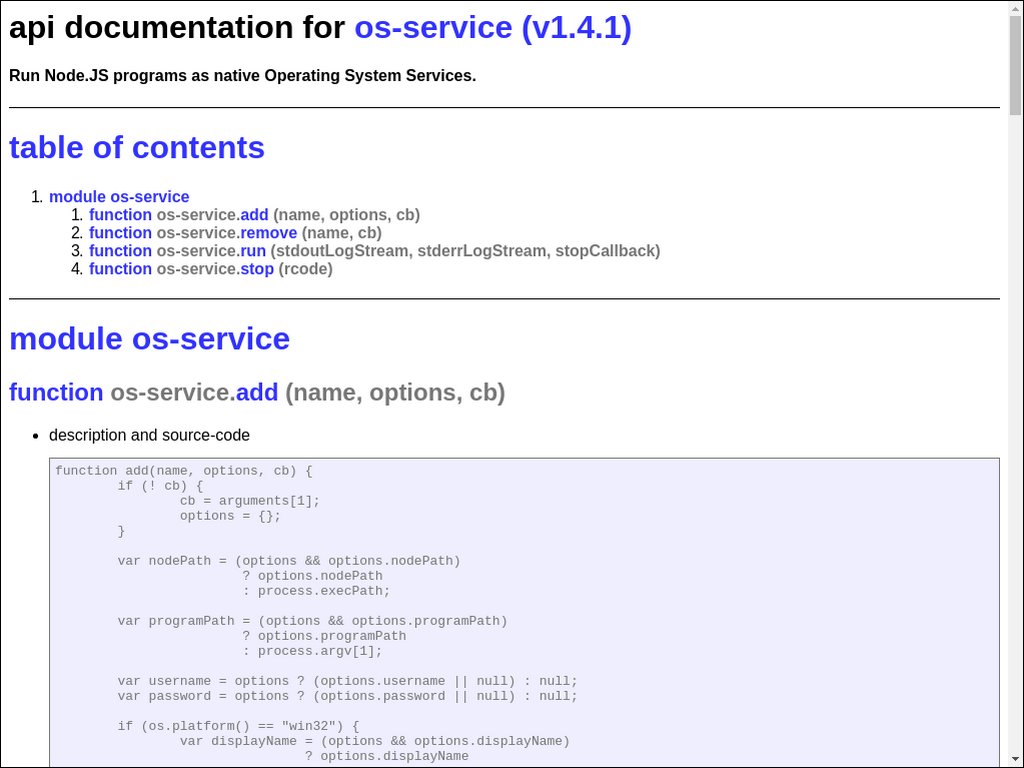 api documentation for os-service (v1.4.1)
Run Node.JS programs as native Operating System Services.
table of contents
1. module os-service
1. function os-service.add (name, options, cb)
2. function os-service.remove (name, cb)
3. function os-service.run (stdoutLogStream, stderrLogStream, stopCallback)
4. function os-service.stop (rcode)
module os-service
function os-service.add (name, options, cb)
• description and source-code
function add(name, options, cb) {
        if (! cb) {
                cb = arguments[1];
                options = {};
        }
        var nodePath = (options && options.nodePath)
                        ? options.nodePath
                        : process.execPath;
        var programPath = (options && options.programPath)
                        ? options.programPath
                        : process.argv[1];
        var username = options ? (options.username || null) : null;
        var password = options ? (options.password || null) : null;
        if (os.platform() == "win32") {
                var displayName = (options && options.displayName)
                                ? options.displayName